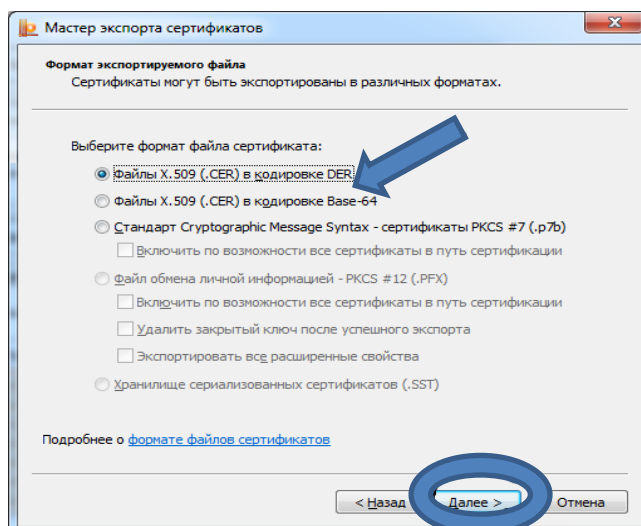 Мастер экспорта сертификатов
Формат экспортируемого файла
Сертификаты могут быть экспортированы в различных форматах.
Выберите формат файла сертификата:
Файлы X.509 (.CER) в кодировке DER
Файлы X.509 (.CER) в кодировке Base-64
Стандарт Cryptographic Message Syntax - сертификаты PKCS #7 (.p7b)
Включить по возможности все сертификаты в путь сертификации
Файл обмена личной информацией - PKCS #12 (.PFX)
Включить по возможности все сертификаты в путь сертификации
Удалить закрытый ключ после успешного экспорта
Экспортировать все расширенные свойства
Хранилище сериализованных сертификатов (.SST)
Подробнее о формате файлов сертификатов
< Назад Далее > Отмена